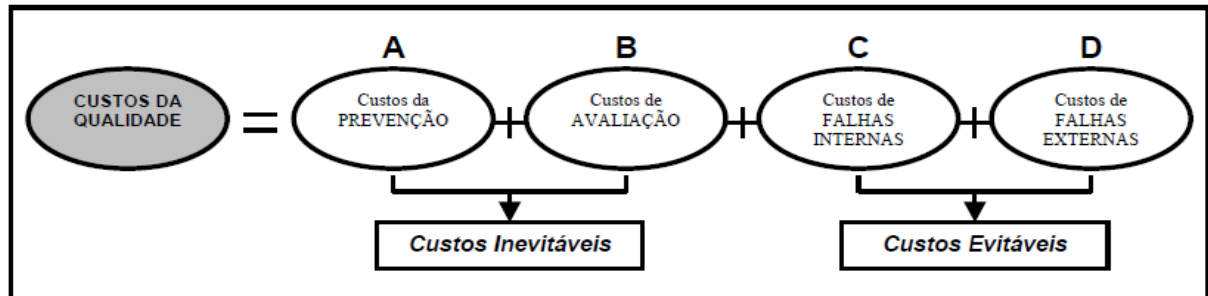 A
B
C
D
CUSTOS DA
QUALIDADE
=
Custos da
PREVENÇÃO
+
Custos de
AVALIAÇÃO
+
Custos de
FALHAS
INTERNAS
+
Custos de
FALHAS
EXTERNAS
Custos Inevitáveis
Custos Evitáveis